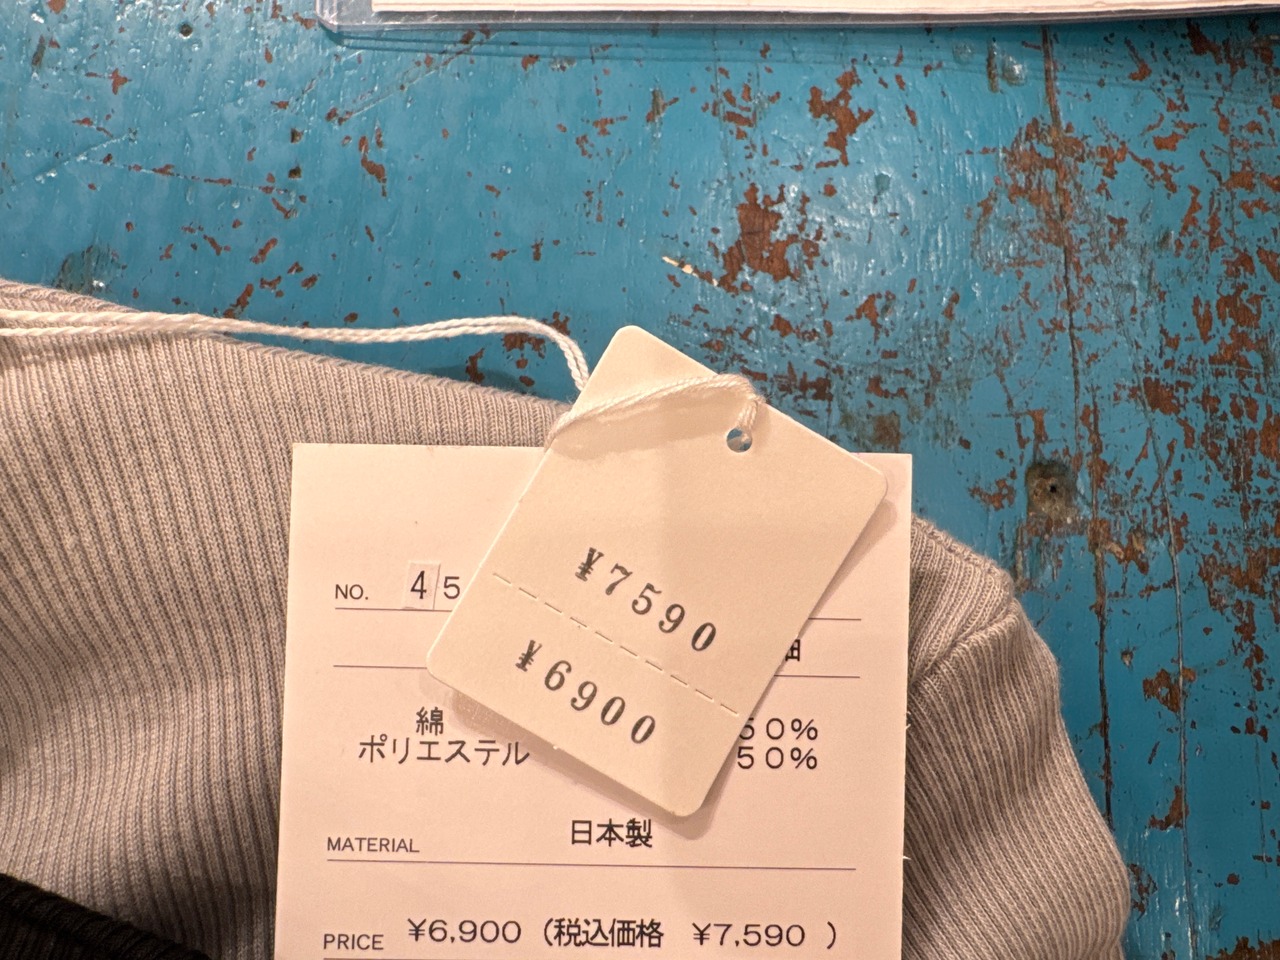 ¥7590
¥6900
NO. 45
綿 50%
ポリエステル 50%
日本製
MATERIAL
PRICE ¥6,900 (税込価格 ¥7,590 )